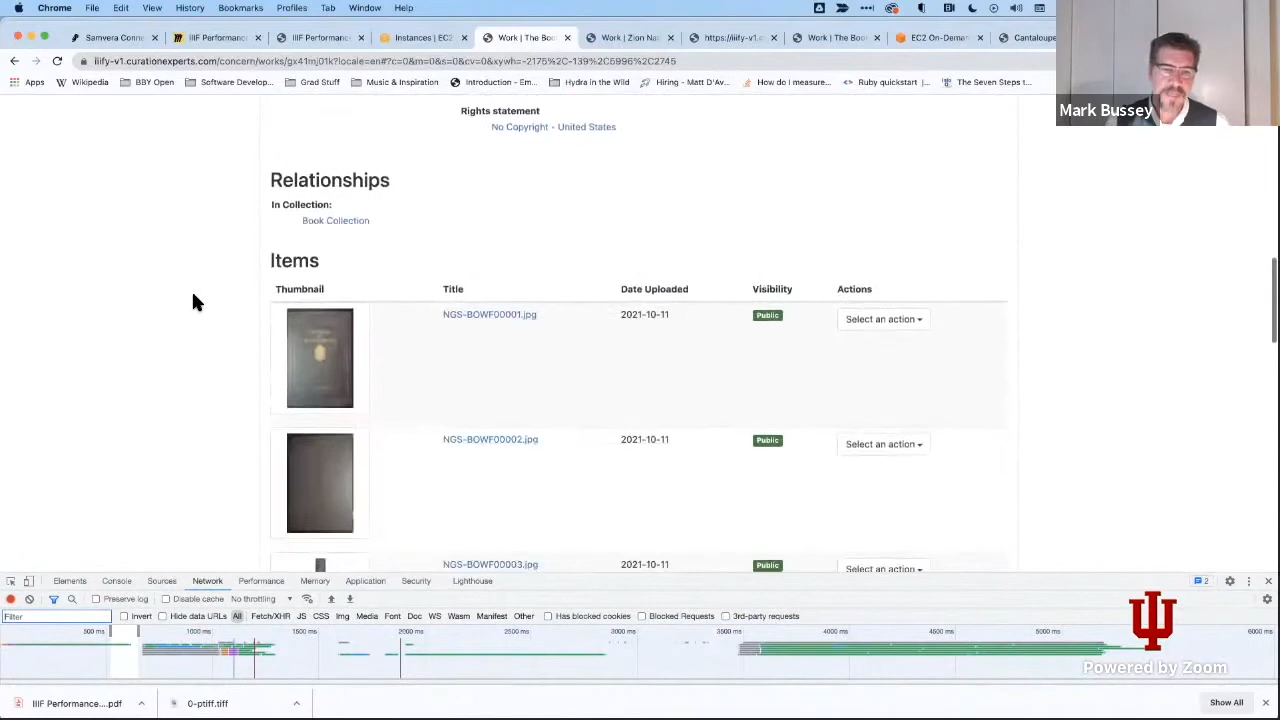 Chrome File Edit View History Bookmarks Profiles Tab Window Help
Samvera Conne
IIIF Performan
IIIF Performan
Instances | EC2
Work | The Boo
Work | Zion Na
https://iiify-v1.
Work | The Boo
EC2 On-Deman
Cantaloupe
iiify-v1.curationexperts.com/concern/works/gx41mj01k?locale=en#?c=0&m=0&s=0&cv=0&xywh=-2175%2C-139%2C5996%2C2745
Apps
Wikipedia
BBY Open
Software Develop...
Music & Inspiration
Introduction - Em...
Hydra in the Wild
Hiring - Matt D'Av...
How do I measure...
Ruby quickstart |...
The Seven Steps t...
Mark Bussey
Rights statement
No Copyright - United States
Relationships
In Collection:
Book Collection
Items
Thumbnail Title Date Uploaded Visibility Actions
NGS-BOWF00001.jpg 2021-10-11 Public Select an action
NGS-BOWF00002.jpg 2021-10-11 Public Select an action
NGS-BOWF00003.jpg 2021-10-11 Public Select an action
Elements Console Sources Network Performance Memory Application Security Lighthouse 2
Preserve log Disable cache No throttling
Filter Invert Hide data URLs All Fetch/XHR JS CSS Img Media Font Doc WS Wasm Manifest Other Has blocked cookies Blocked Requests 3rd-party requests
500 ms 1000 ms 1500 ms 2000 ms 2500 ms 3000 ms 3500 ms 4000 ms 4500 ms 5000 ms 6000 ms
Powered by Zoom
IIIF Performance....pdf 0-ptiff.tiff Show All